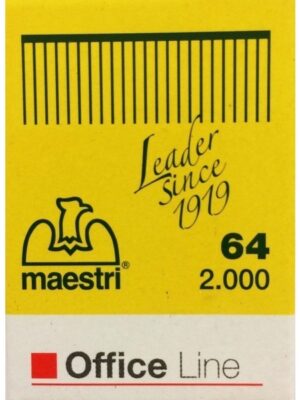 Leader
Since
1919
maestri®
64
2.000
Office Line